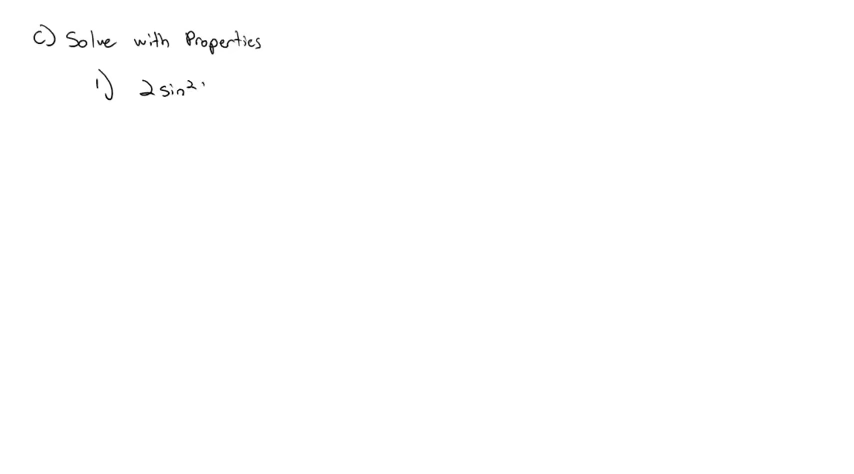 C) Solve with Properties
1) 2sin²